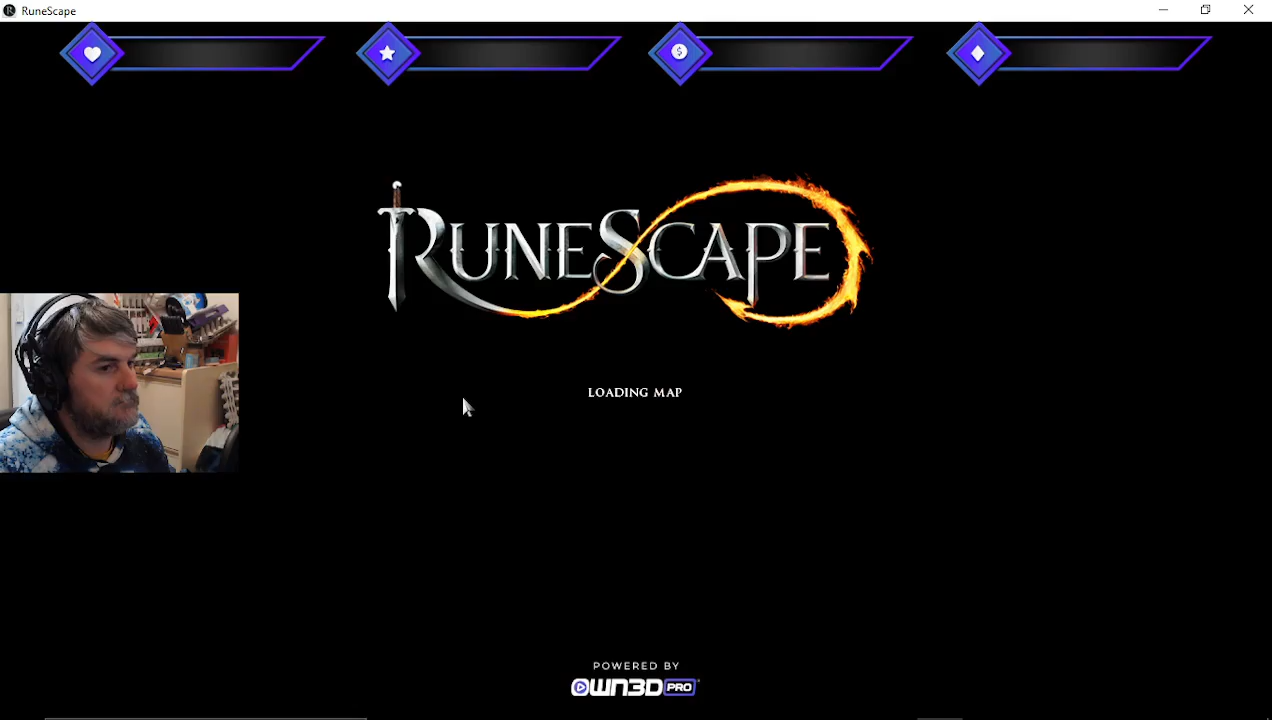 RuneScape
RUNESCAPE
LOADING MAP
POWERED BY
OWN3D PRO